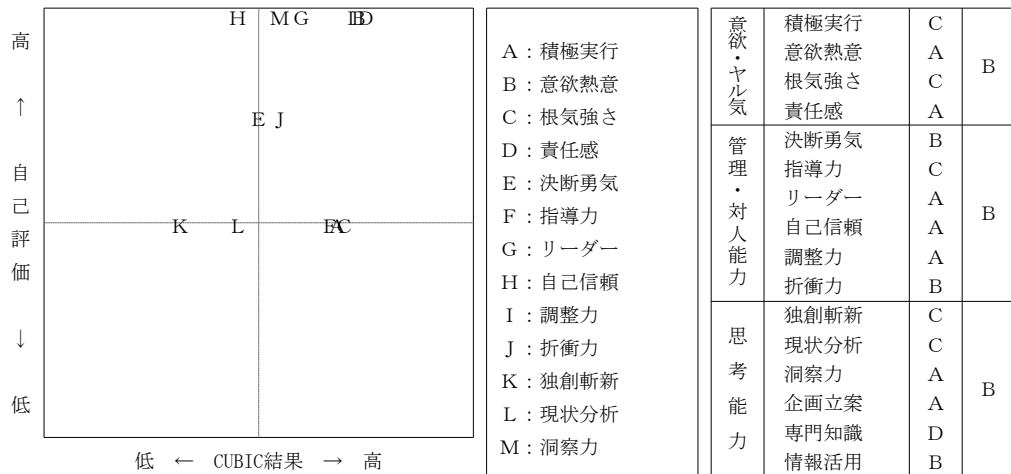 高 ↑ 自己評価 ↓ 低
H M G I B D
E J
K L F A C
低 ← CUBIC結果 → 高
A：積極実行
B：意欲熱意
C：根気強さ
D：責任感
E：決断勇気
F：指導力
G：リーダー
H：自己信頼
I：調整力
J：折衝力
K：独創斬新
L：現状分析
M：洞察力
意欲・ヤル気
積極実行 C
意欲熱意 A
根気強さ C
責任感 A
B
管理・対人能力
決断勇気 B
指導力 C
リーダー A
自己信頼 A
調整力 A
折衝力 B
B
思考能力
独創斬新 C
現状分析 C
洞察力 A
企画立案 A
専門知識 D
情報活用 B
B